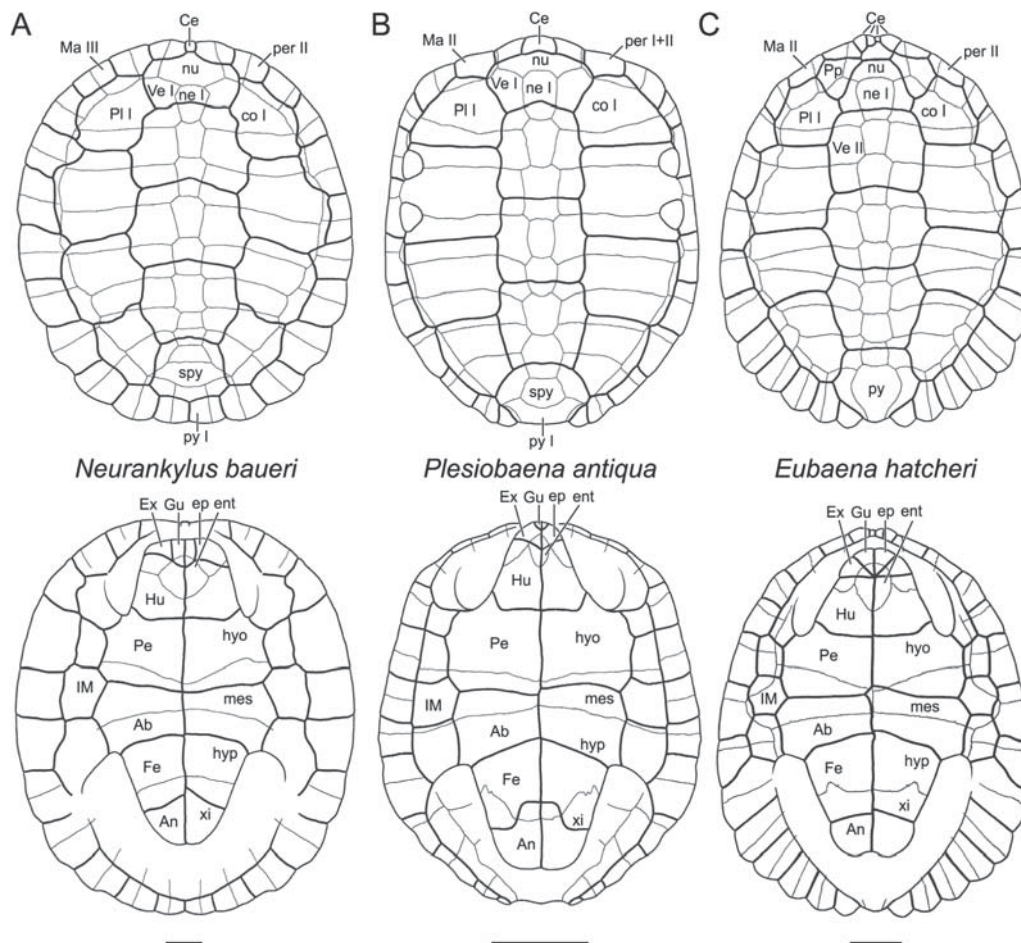 A
Ce
Ma III
per II
nu
Ve I
ne I
Pl I
co I
spy
py I
B
Ce
Ma II
per I+II
nu
Ve I
ne I
Pl I
co I
spy
py I
C
Ce
Ma II
per II
Pp
nu
ne I
Pl I
co I
Ve II
py
Neurankylus baueri
Plesiobaena antiqua
Eubaena hatcheri
Ex Gu ep ent
Hu
Pe
hyo
IM
mes
Ab
hyp
Fe
xi
An
Ex Gu ep ent
Hu
Pe
hyo
IM
mes
Ab
hyp
Fe
xi
An
Ex Gu ep ent
Hu
Pe
hyo
IM
mes
Ab
hyp
Fe
xi
An